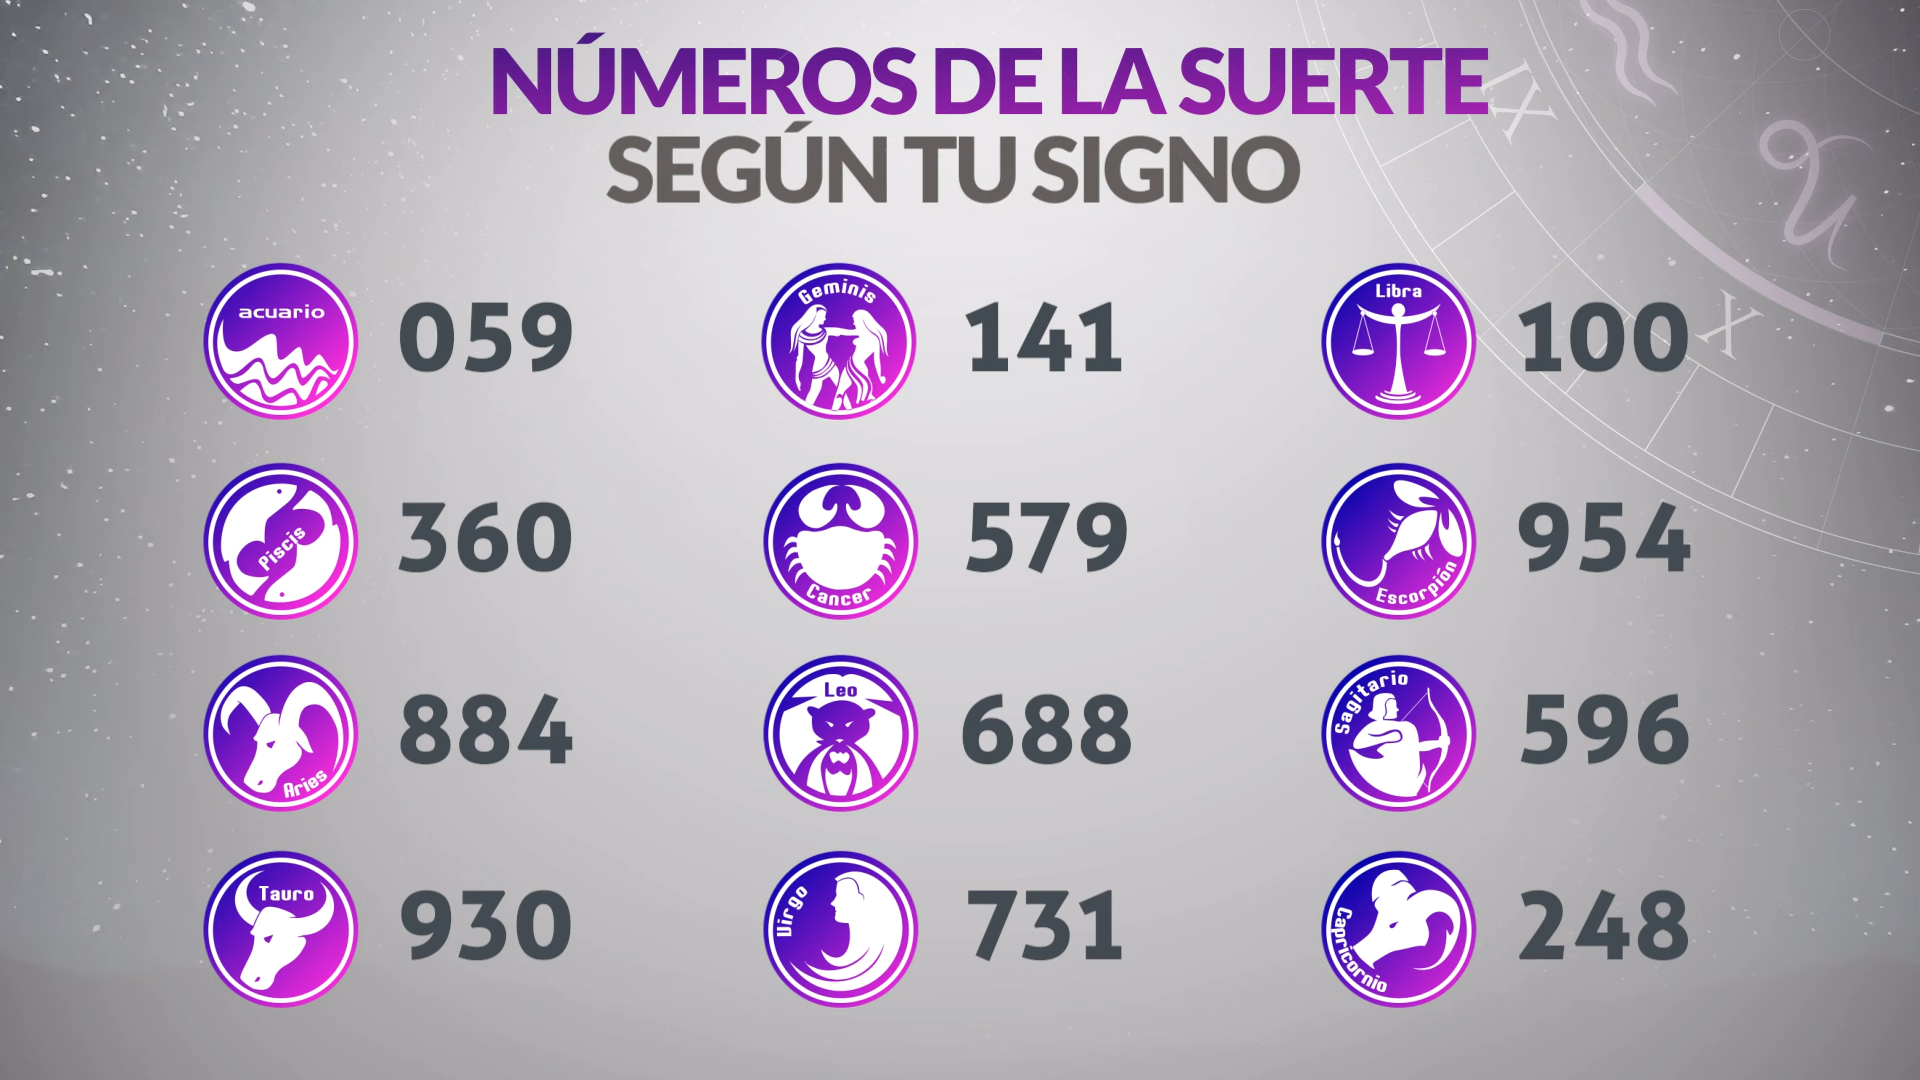 NÚMEROS DE LA SUERTE
SEGÚN TU SIGNO
acuario 059
Geminis 141
Libra 100
Piscis 360
Cancer 579
Escorpión 954
Aries 884
Leo 688
Sagitario 596
Tauro 930
Virgo 731
Capricornio 248
IX
X